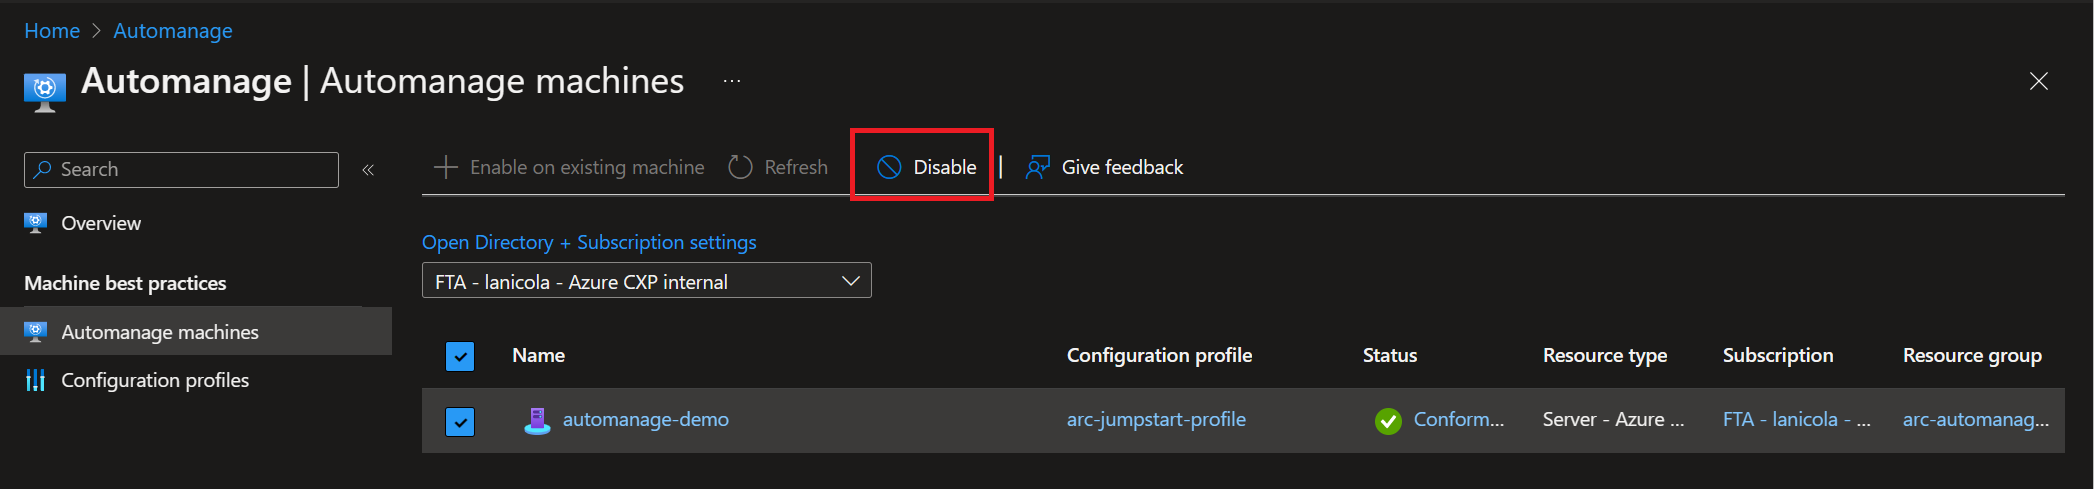 Home > Automanage
Automanage | Automanage machines ...
Search «
+ Enable on existing machine Refresh Disable | Give feedback
Overview
Open Directory + Subscription settings
FTA - lanicola - Azure CXP internal
Machine best practices
Automanage machines
Configuration profiles
Name Configuration profile Status Resource type Subscription Resource group
automanage-demo arc-jumpstart-profile Conform... Server - Azure ... FTA - lanicola - ... arc-automanag...